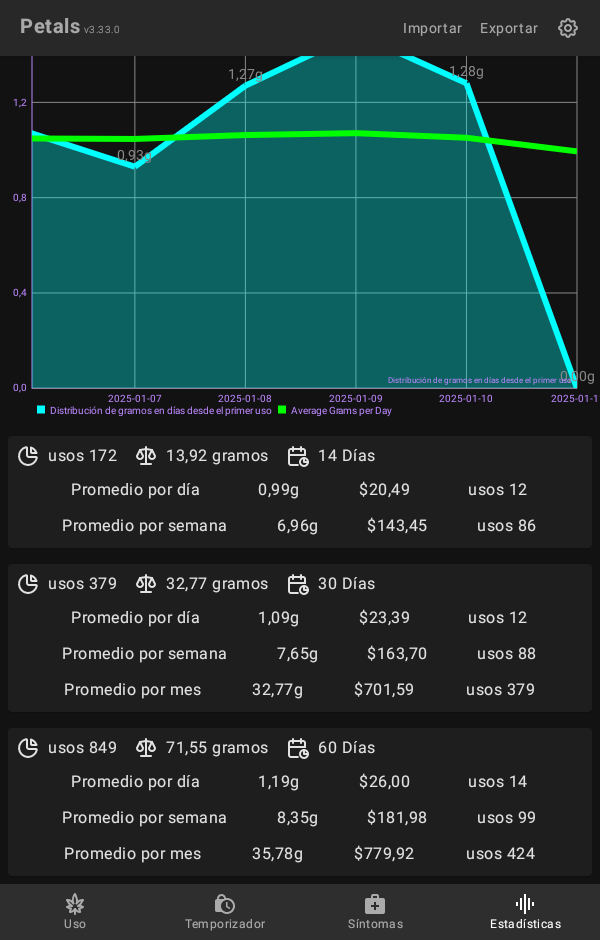 Petals v3.33.0 Importar Exportar
1,27g 1,28g
1,2
0,93g
0,8
0,4
0,00g
Distribución de gramos en días desde el primer uso
0,0
2025-01-07 2025-01-08 2025-01-09 2025-01-10 2025-01-1
Distribución de gramos en días desde el primer uso Average Grams per Day
usos 172 13,92 gramos 14 Días
Promedio por día 0,99g $20,49 usos 12
Promedio por semana 6,96g $143,45 usos 86
usos 379 32,77 gramos 30 Días
Promedio por día 1,09g $23,39 usos 12
Promedio por semana 7,65g $163,70 usos 88
Promedio por mes 32,77g $701,59 usos 379
usos 849 71,55 gramos 60 Días
Promedio por día 1,19g $26,00 usos 14
Promedio por semana 8,35g $181,98 usos 99
Promedio por mes 35,78g $779,92 usos 424
Uso Temporizador Síntomas Estadísticas